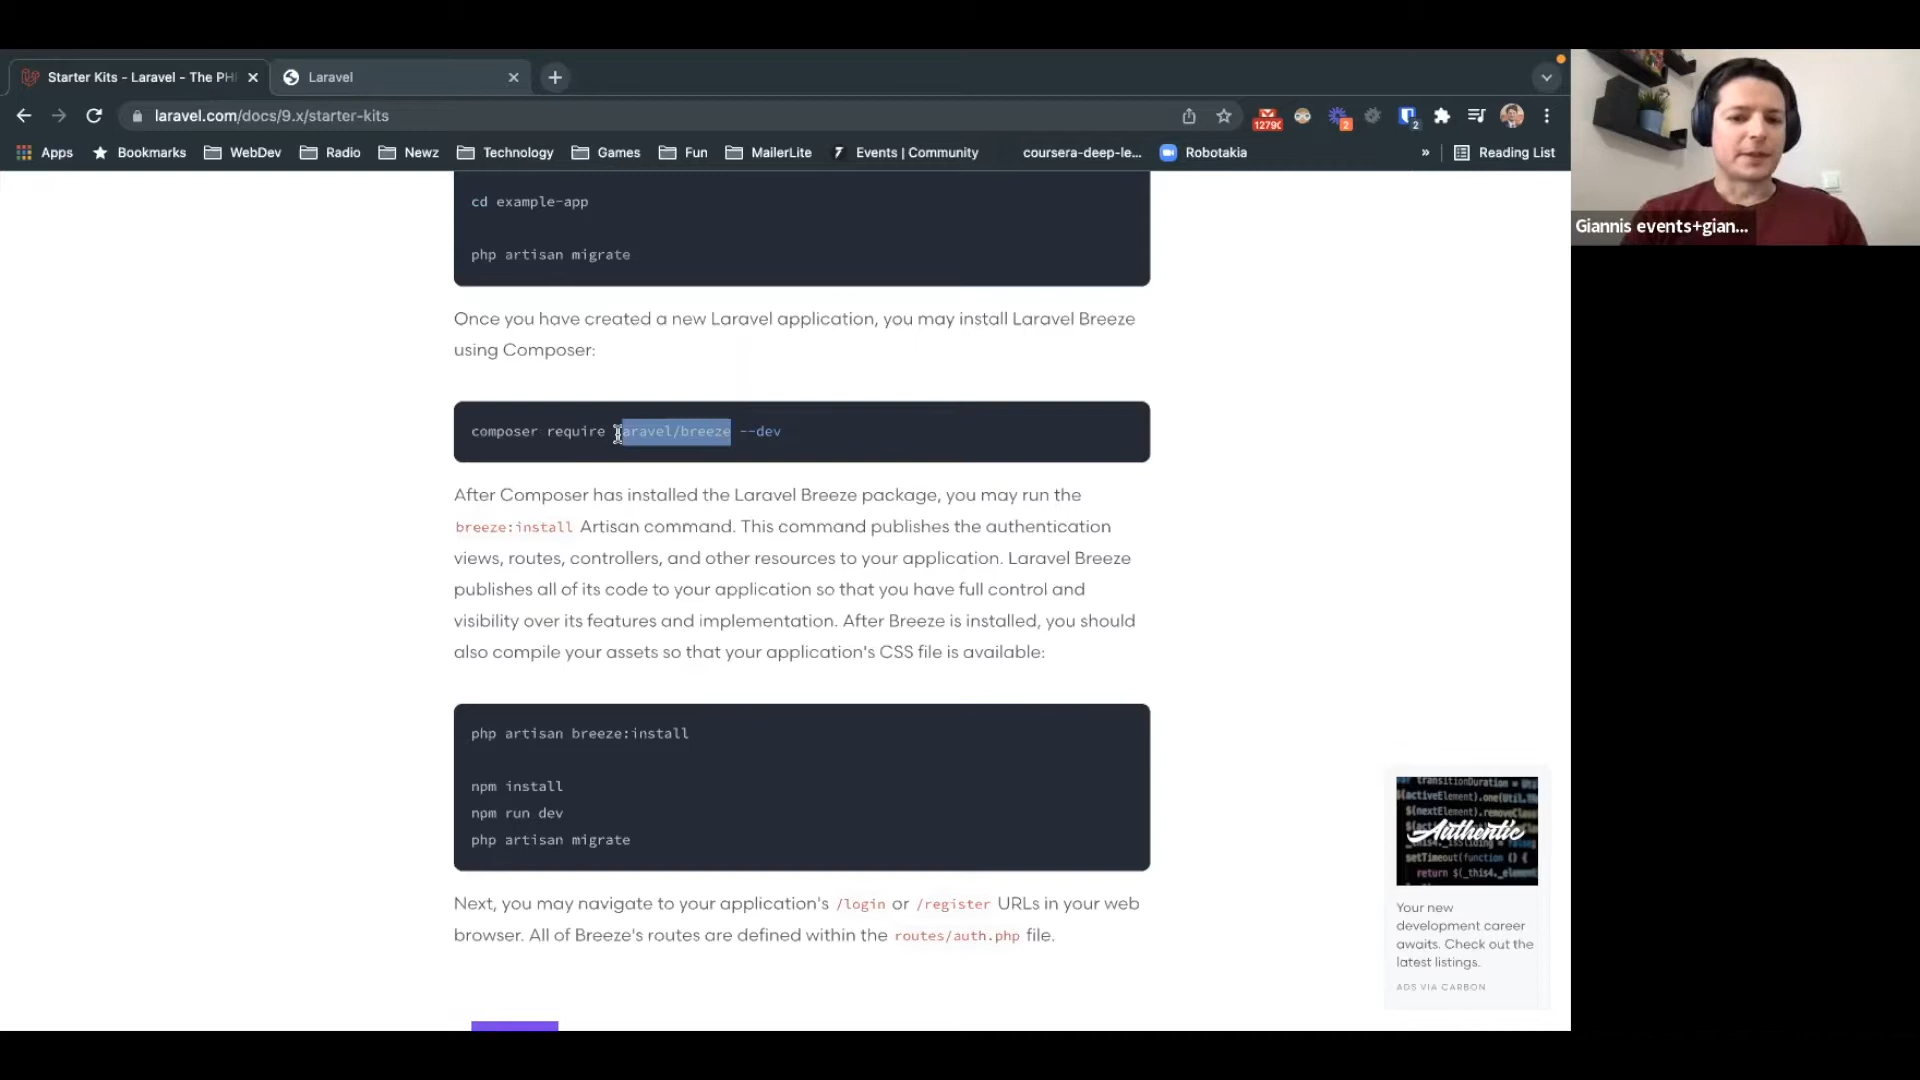 Starter Kits - Laravel - The PH
Laravel
laravel.com/docs/9.x/starter-kits
2
2
Apps
Bookmarks
WebDev
Radio
Newz
Technology
Games
Fun
MailerLite
Events | Community
coursera-deep-le...
Robotakia
»
Reading List
Giannis events+gian...
cd example-app
php artisan migrate
Once you have created a new Laravel application, you may install Laravel Breeze
using Composer:
composer require laravel/breeze --dev
After Composer has installed the Laravel Breeze package, you may run the
breeze:install Artisan command. This command publishes the authentication
views, routes, controllers, and other resources to your application. Laravel Breeze
publishes all of its code to your application so that you have full control and
visibility over its features and implementation. After Breeze is installed, you should
also compile your assets so that your application's CSS file is available:
php artisan breeze:install
npm install
npm run dev
php artisan migrate
Next, you may navigate to your application's /login or /register URLs in your web
browser. All of Breeze's routes are defined within the routes/auth.php file.
Authentic
Your new
development career
awaits. Check out the
latest listings.
ADS VIA CARBON